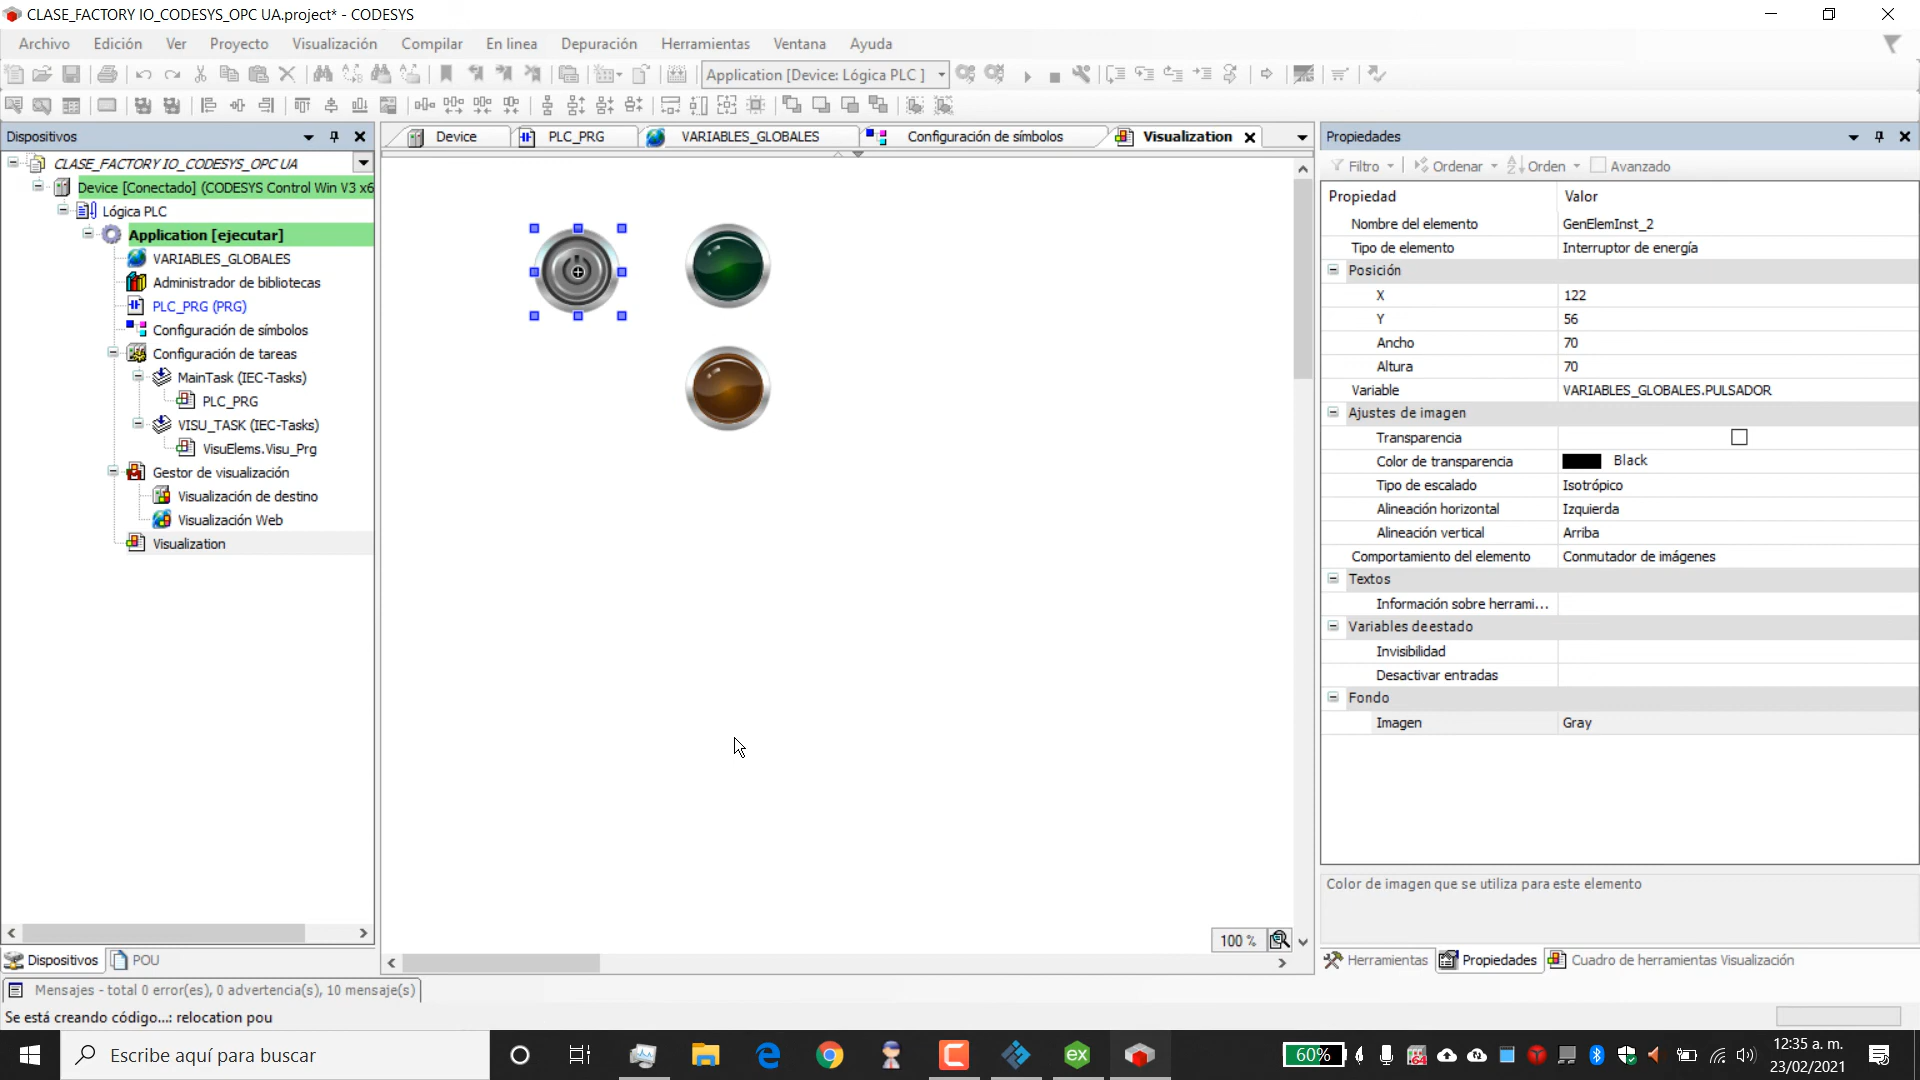 CLASE_FACTORY IO_CODESYS_OPC UA.project* - CODESYS
Archivo Edición Ver Proyecto Visualización Compilar En linea Depuración Herramientas Ventana Ayuda
Application [Device: Lógica PLC ]
Dispositivos
Device PLC_PRG VARIABLES_GLOBALES Configuración de símbolos Visualization
Propiedades
CLASE_FACTORY IO_CODESYS_OPC UA
Device [Conectado] (CODESYS Control Win V3 x6
Lógica PLC
Application [ejecutar]
VARIABLES_GLOBALES
Administrador de bibliotecas
PLC_PRG (PRG)
Configuración de símbolos
Configuración de tareas
MainTask (IEC-Tasks)
PLC_PRG
VISU_TASK (IEC-Tasks)
VisuElems.Visu_Prg
Gestor de visualización
Visualización de destino
Visualización Web
Visualization
Filtro Ordenar Orden Avanzado
Propiedad Valor
Nombre del elemento GenElemInst_2
Tipo de elemento Interruptor de energía
Posición
X 122
Y 56
Ancho 70
Altura 70
Variable VARIABLES_GLOBALES.PULSADOR
Ajustes de imagen
Transparencia
Color de transparencia Black
Tipo de escalado Isotrópico
Alineación horizontal Izquierda
Alineación vertical Arriba
Comportamiento del elemento Conmutador de imágenes
Textos
Información sobre herrami...
Variables de estado
Invisibilidad
Desactivar entradas
Fondo
Imagen Gray
Color de imagen que se utiliza para este elemento
100 %
Dispositivos POU
Herramientas Propiedades Cuadro de herramientas Visualización
Mensajes - total 0 error(es), 0 advertencia(s), 10 mensaje(s)
Se está creando código...: relocation pou
Escribe aquí para buscar
ex
60%
64
12:35 a. m.
23/02/2021